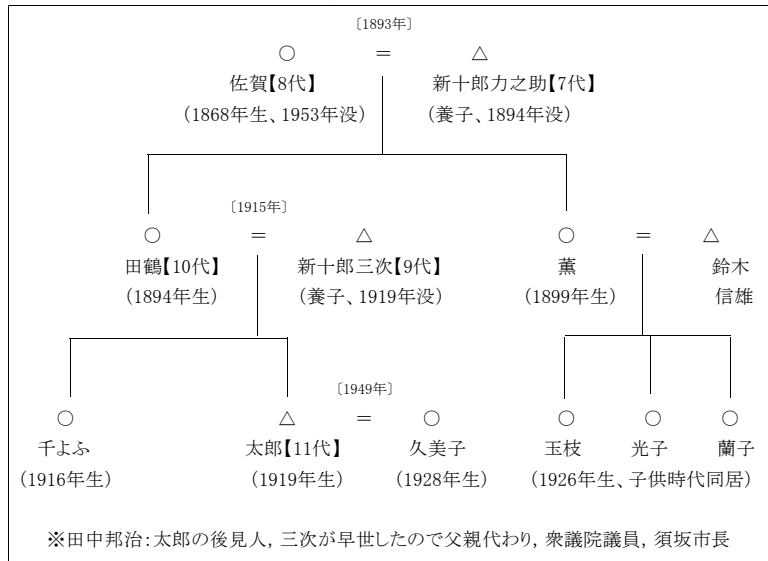 〔1893年〕
○ = △
佐賀【8代】 新十郎力之助【7代】
(1868年生、1953年没) (養子、1894年没)
〔1915年〕
○ = △ ○ = △
田鶴【10代】 新十郎三次【9代】 薫 鈴木
(1894年生) (養子、1919年没) (1899年生) 信雄
〔1949年〕
○ △ = ○ ○ ○ ○
千よふ 太郎【11代】 久美子 玉枝 光子 蘭子
(1916年生) (1919年生) (1928年生) (1926年生、子供時代同居)
※田中邦治:太郎の後見人, 三次が早世したので父親代わり, 衆議院議員, 須坂市長